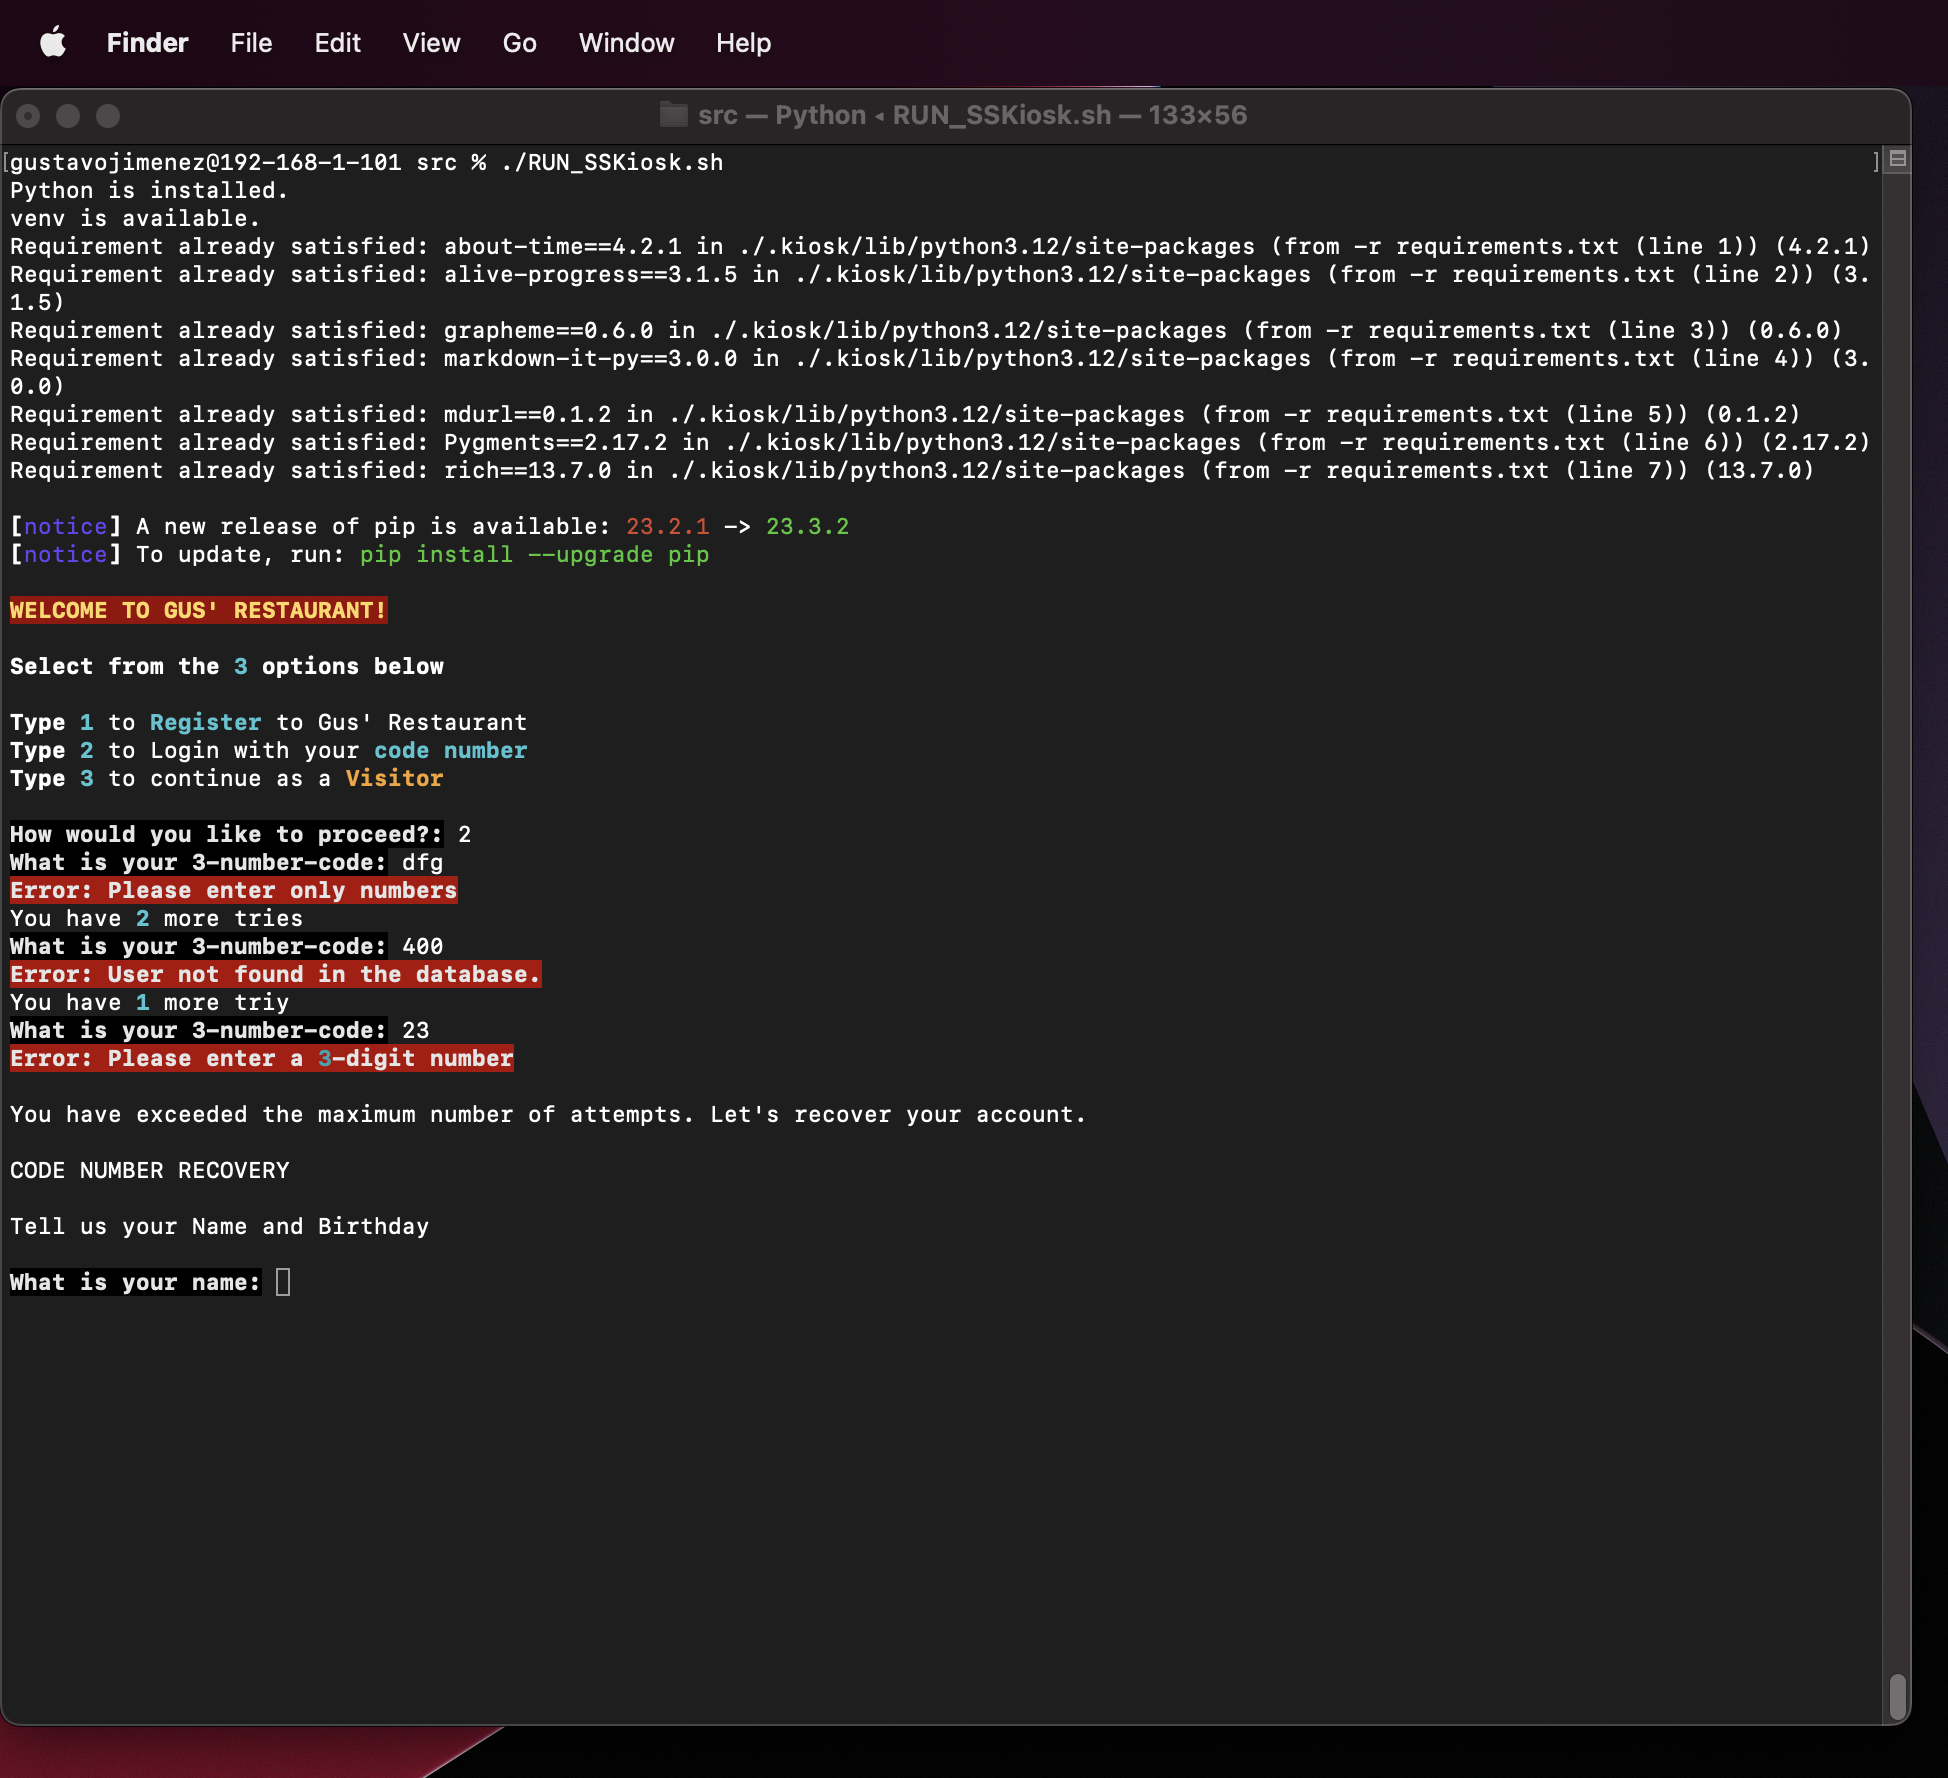 Finder File Edit View Go Window Help
src — Python ◂ RUN_SSKiosk.sh — 133×56
[gustavojimenez@192-168-1-101 src % ./RUN_SSKiosk.sh ]
Python is installed.
venv is available.
Requirement already satisfied: about-time==4.2.1 in ./.kiosk/lib/python3.12/site-packages (from -r requirements.txt (line 1)) (4.2.1)
Requirement already satisfied: alive-progress==3.1.5 in ./.kiosk/lib/python3.12/site-packages (from -r requirements.txt (line 2)) (3.
1.5)
Requirement already satisfied: grapheme==0.6.0 in ./.kiosk/lib/python3.12/site-packages (from -r requirements.txt (line 3)) (0.6.0)
Requirement already satisfied: markdown-it-py==3.0.0 in ./.kiosk/lib/python3.12/site-packages (from -r requirements.txt (line 4)) (3.
0.0)
Requirement already satisfied: mdurl==0.1.2 in ./.kiosk/lib/python3.12/site-packages (from -r requirements.txt (line 5)) (0.1.2)
Requirement already satisfied: Pygments==2.17.2 in ./.kiosk/lib/python3.12/site-packages (from -r requirements.txt (line 6)) (2.17.2)
Requirement already satisfied: rich==13.7.0 in ./.kiosk/lib/python3.12/site-packages (from -r requirements.txt (line 7)) (13.7.0)
[notice] A new release of pip is available: 23.2.1 -> 23.3.2
[notice] To update, run: pip install --upgrade pip
WELCOME TO GUS' RESTAURANT!
Select from the 3 options below
Type 1 to Register to Gus' Restaurant
Type 2 to Login with your code number
Type 3 to continue as a Visitor
How would you like to proceed?: 2
What is your 3-number-code: dfg
Error: Please enter only numbers
You have 2 more tries
What is your 3-number-code: 400
Error: User not found in the database.
You have 1 more triy
What is your 3-number-code: 23
Error: Please enter a 3-digit number
You have exceeded the maximum number of attempts. Let's recover your account.
CODE NUMBER RECOVERY
Tell us your Name and Birthday
What is your name: